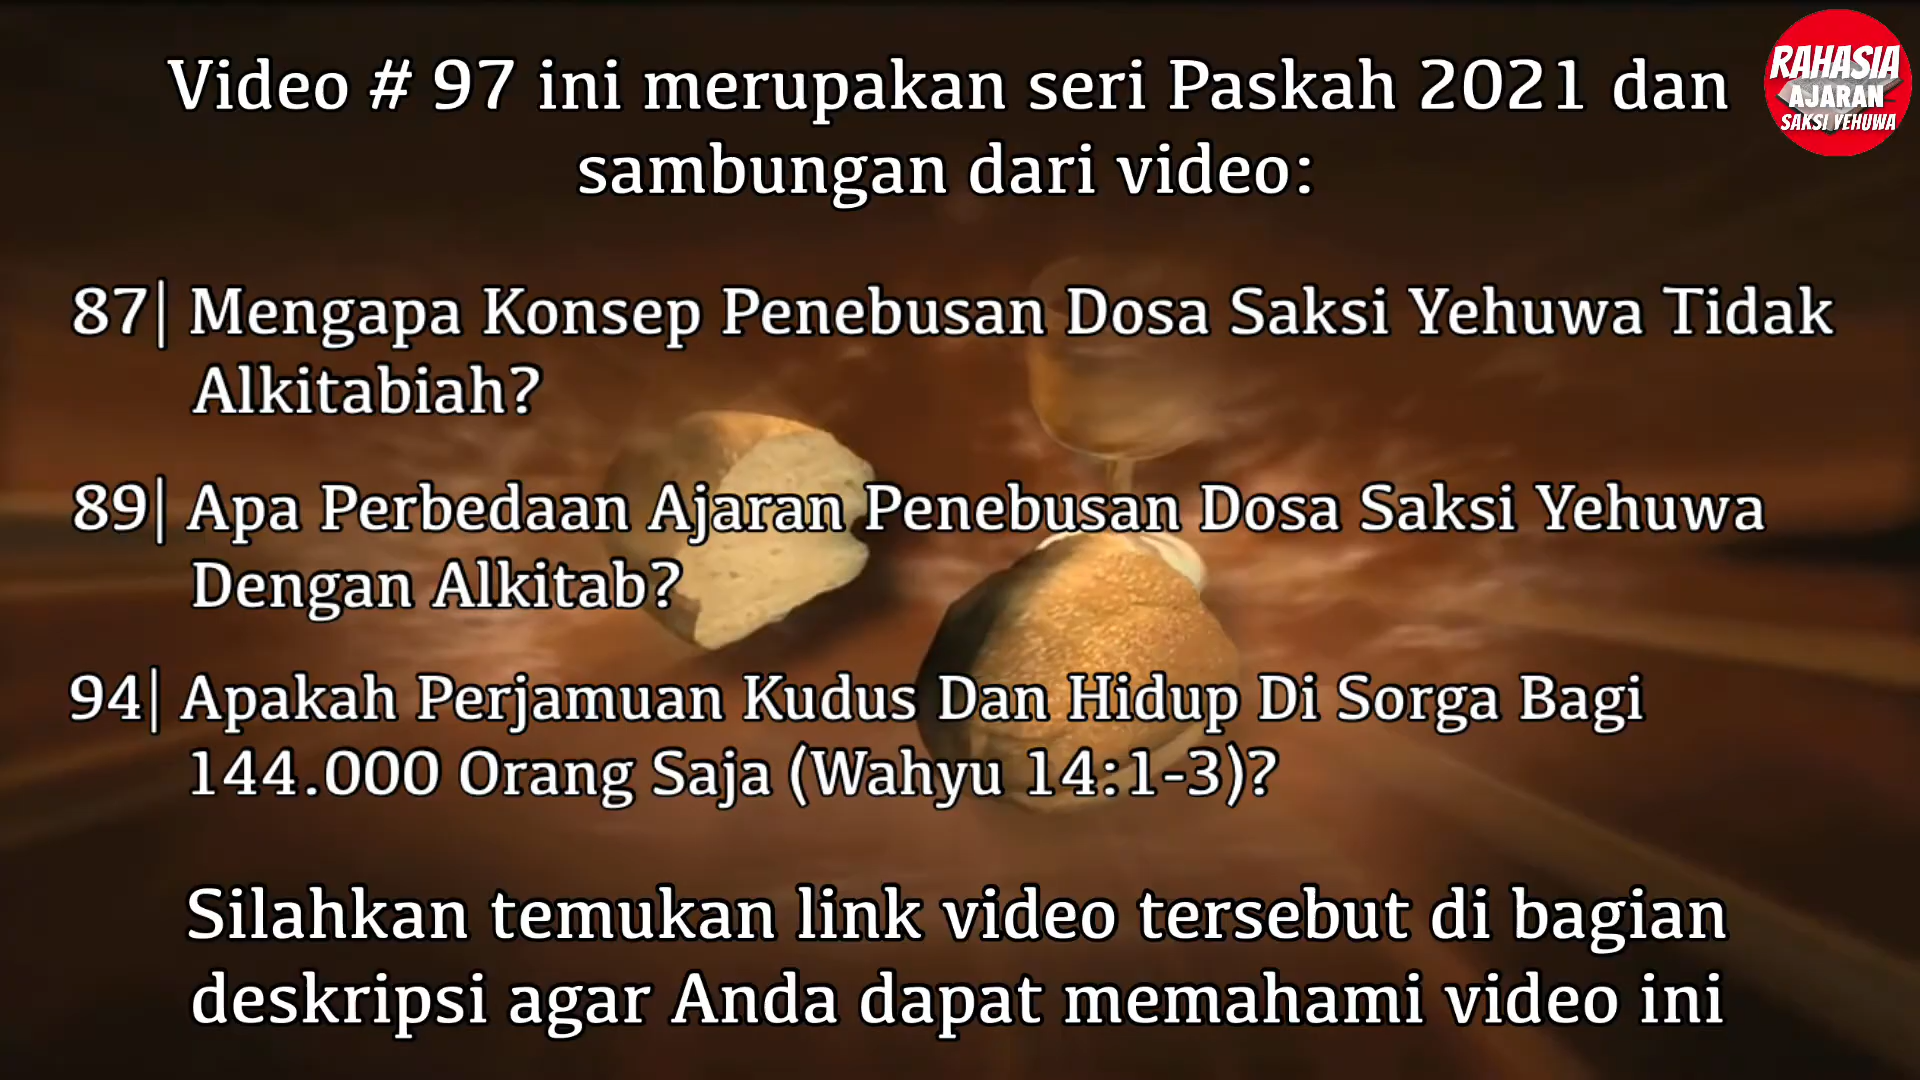 Video # 97 ini merupakan seri Paskah 2021 dan
sambungan dari video:
RAHASIA
AJARAN
SAKSI YEHUWA
87| Mengapa Konsep Penebusan Dosa Saksi Yehuwa Tidak
Alkitabiah?
89| Apa Perbedaan Ajaran Penebusan Dosa Saksi Yehuwa
Dengan Alkitab?
94| Apakah Perjamuan Kudus Dan Hidup Di Sorga Bagi
144.000 Orang Saja (Wahyu 14:1-3)?
Silahkan temukan link video tersebut di bagian
deskripsi agar Anda dapat memahami video ini